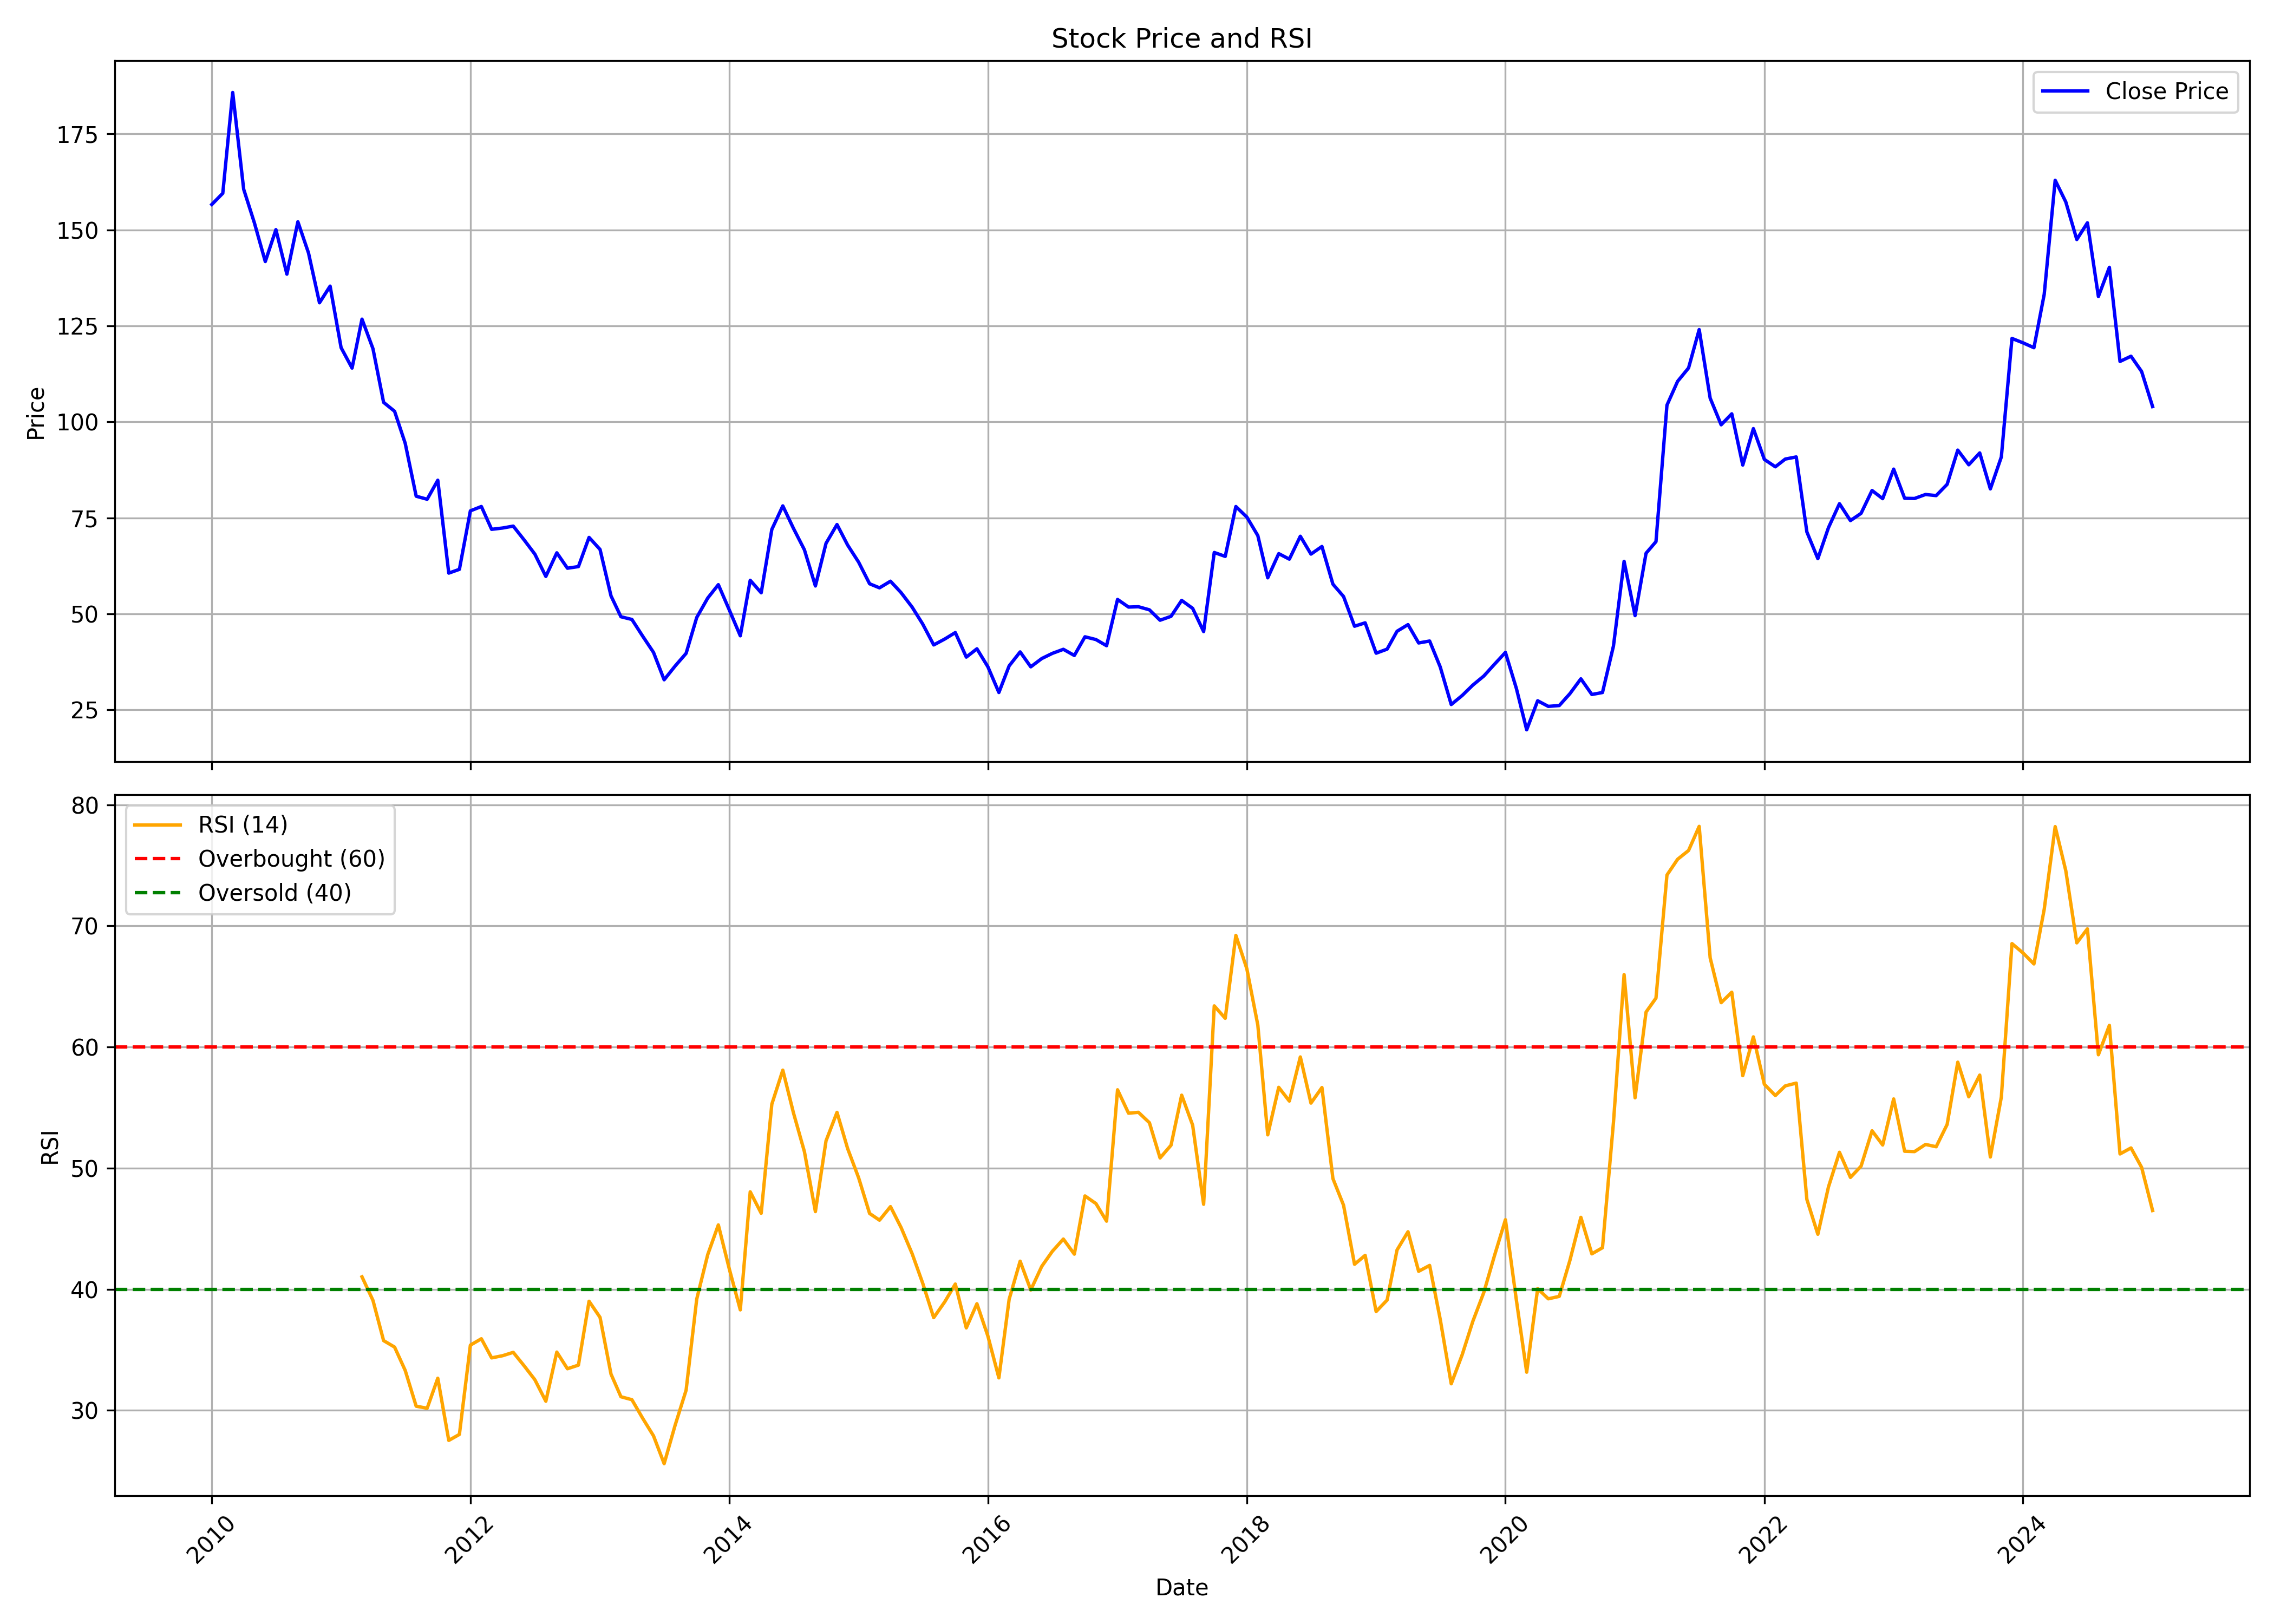 Stock Price and RSI
Close Price
175
150
125
100
75
50
25
Price
RSI (14)
Overbought (60)
Oversold (40)
80
70
60
50
40
30
RSI
2010
2012
2014
2016
2018
2020
2022
2024
Date